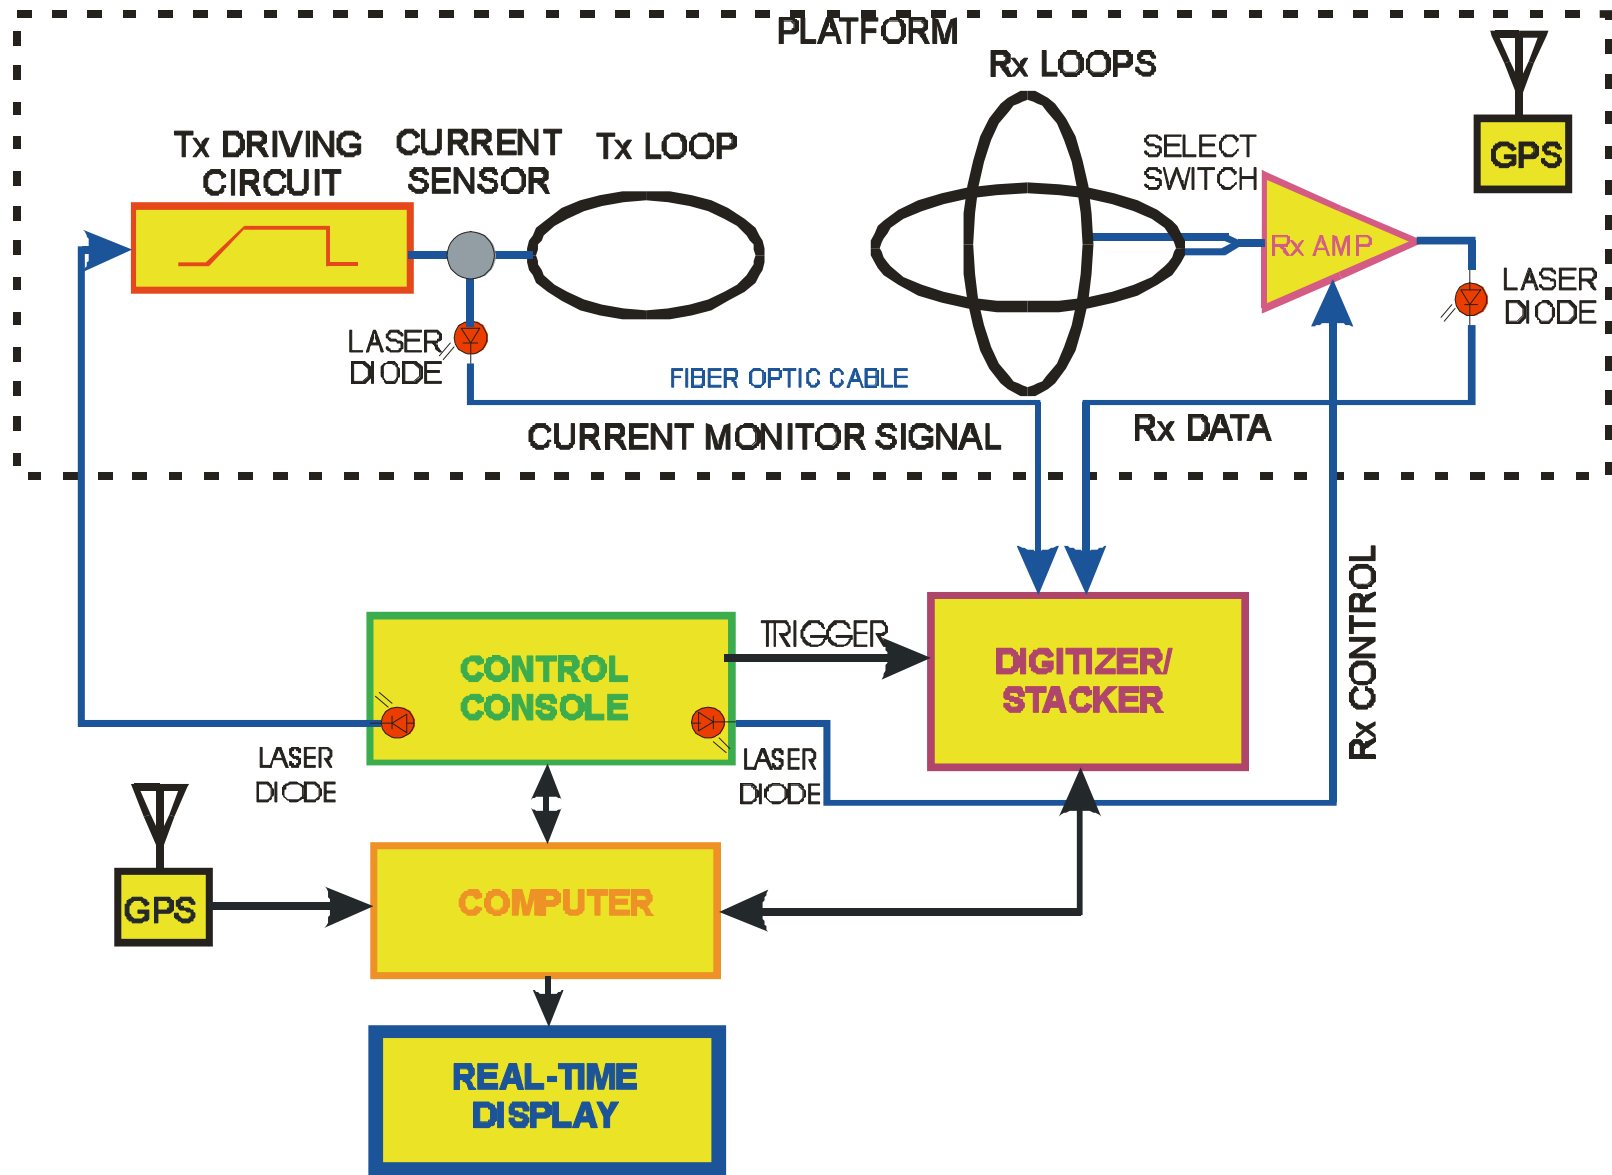 PLATFORM
Rx LOOPS
Tx DRIVING
CIRCUIT
CURRENT
SENSOR
Tx LOOP
SELECT
SWITCH
GPS
Rx AMP
LASER
DIODE
LASER
DIODE
FIBER OPTIC CABLE
CURRENT MONITOR SIGNAL
Rx DATA
Rx CONTROL
TRIGGER
CONTROL
CONSOLE
DIGITIZER/
STACKER
LASER
DIODE
LASER
DIODE
GPS
COMPUTER
REAL-TIME
DISPLAY